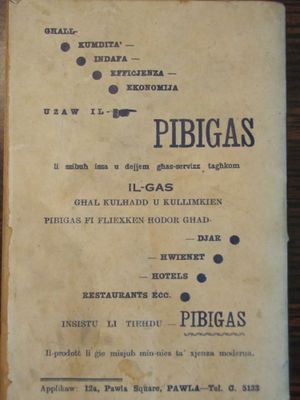 GHALL-
KUMDITA' —
INDAFA —
EFFICJENZA —
EKONOMIJA
UZAW IL-
PIBIGAS
li ssibuh issa u dejjem ghas-servizz taghkom
IL-GAS
GHAL KULHADD U KULLIMKIEN
PIBIGAS FI FLIEXKEN HODOR GHAD-
— DJAR
— HWIENET
— HOTELS
RESTAURANTS ECC.
INSISTU LI TIEHDU — PIBIGAS
Il-prodott li gie misjub min-nies ta' xjenza moderna.
Applikaw: 12a, Pawla Square, PAWLA—Tel. C. 5133